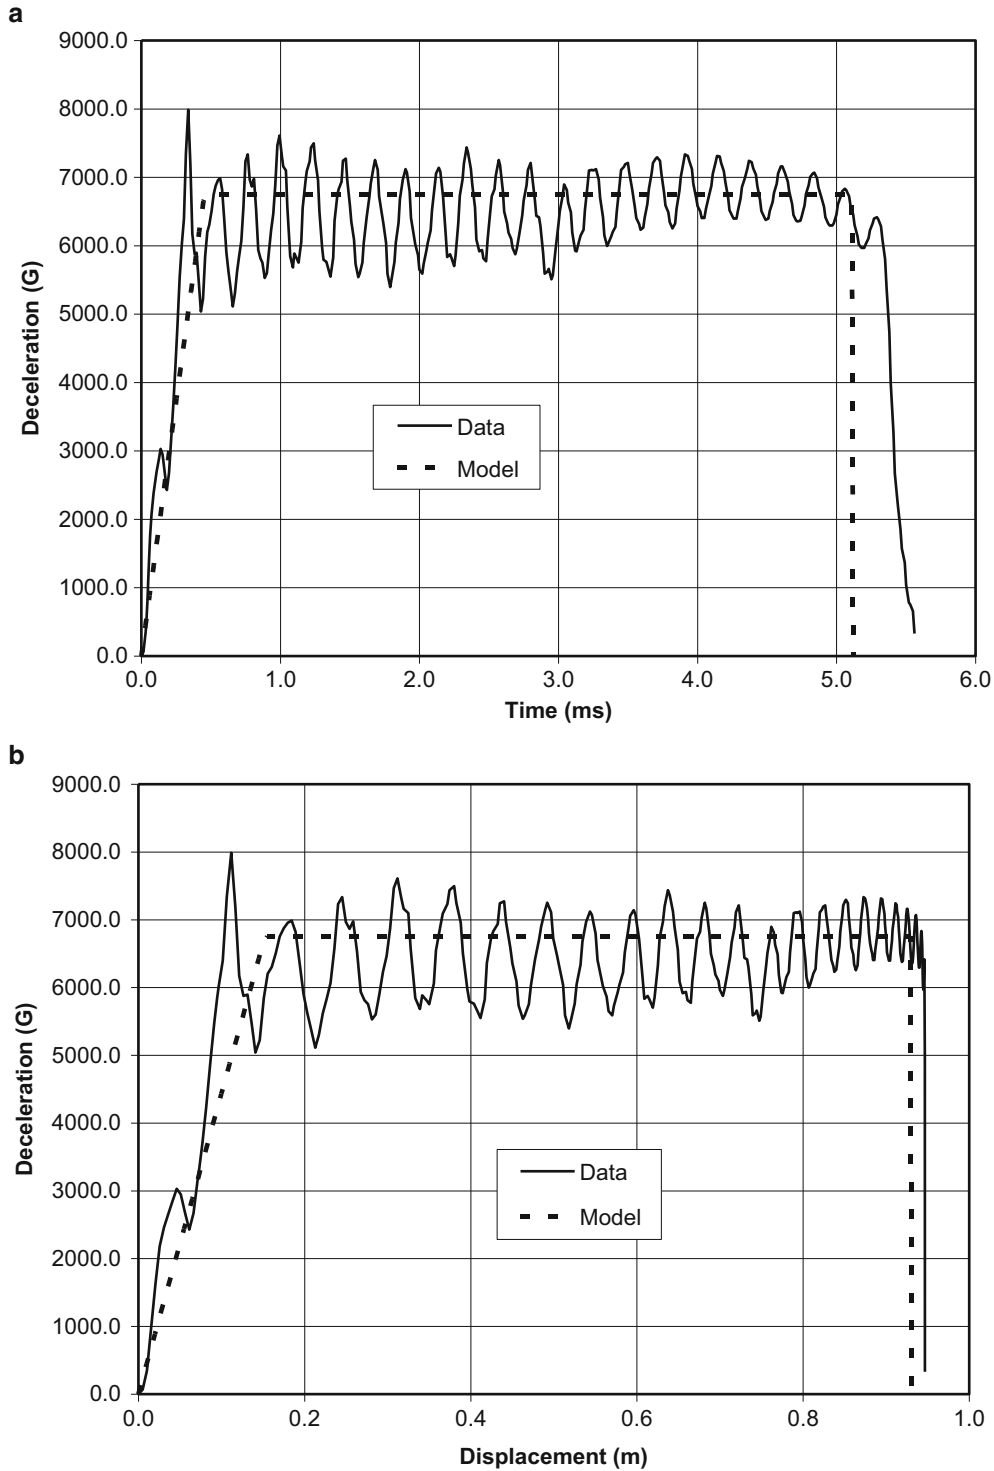 a
9000.0
8000.0
7000.0
6000.0
5000.0
4000.0
3000.0
2000.0
1000.0
0.0
Deceleration (G)
Data
Model
0.0 1.0 2.0 3.0 4.0 5.0 6.0
Time (ms)
b
9000.0
8000.0
7000.0
6000.0
5000.0
4000.0
3000.0
2000.0
1000.0
0.0
Deceleration (G)
Data
Model
0.0 0.2 0.4 0.6 0.8 1.0
Displacement (m)